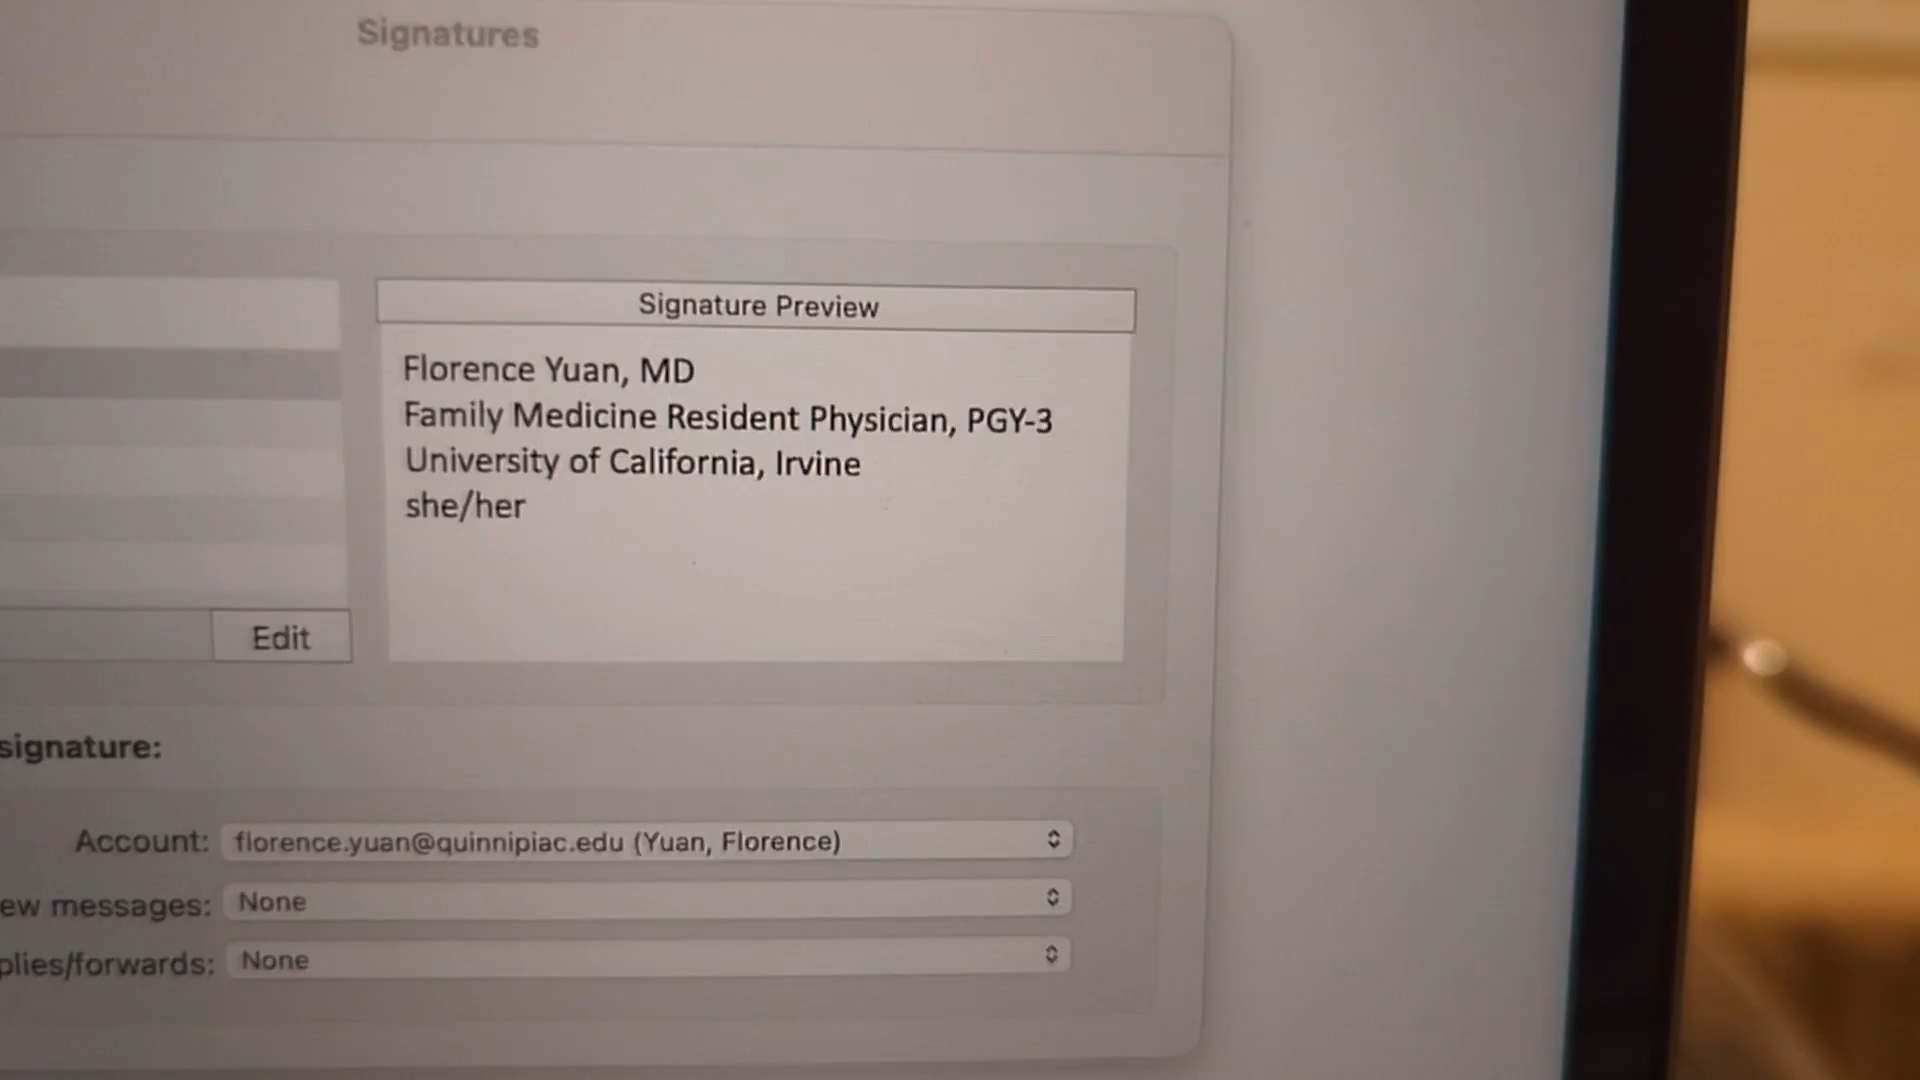 Signatures
Signature Preview
Florence Yuan, MD
Family Medicine Resident Physician, PGY-3
University of California, Irvine
she/her
Edit
signature:
Account: florence.yuan@quinnipiac.edu (Yuan, Florence)
ew messages: None
plies/forwards: None